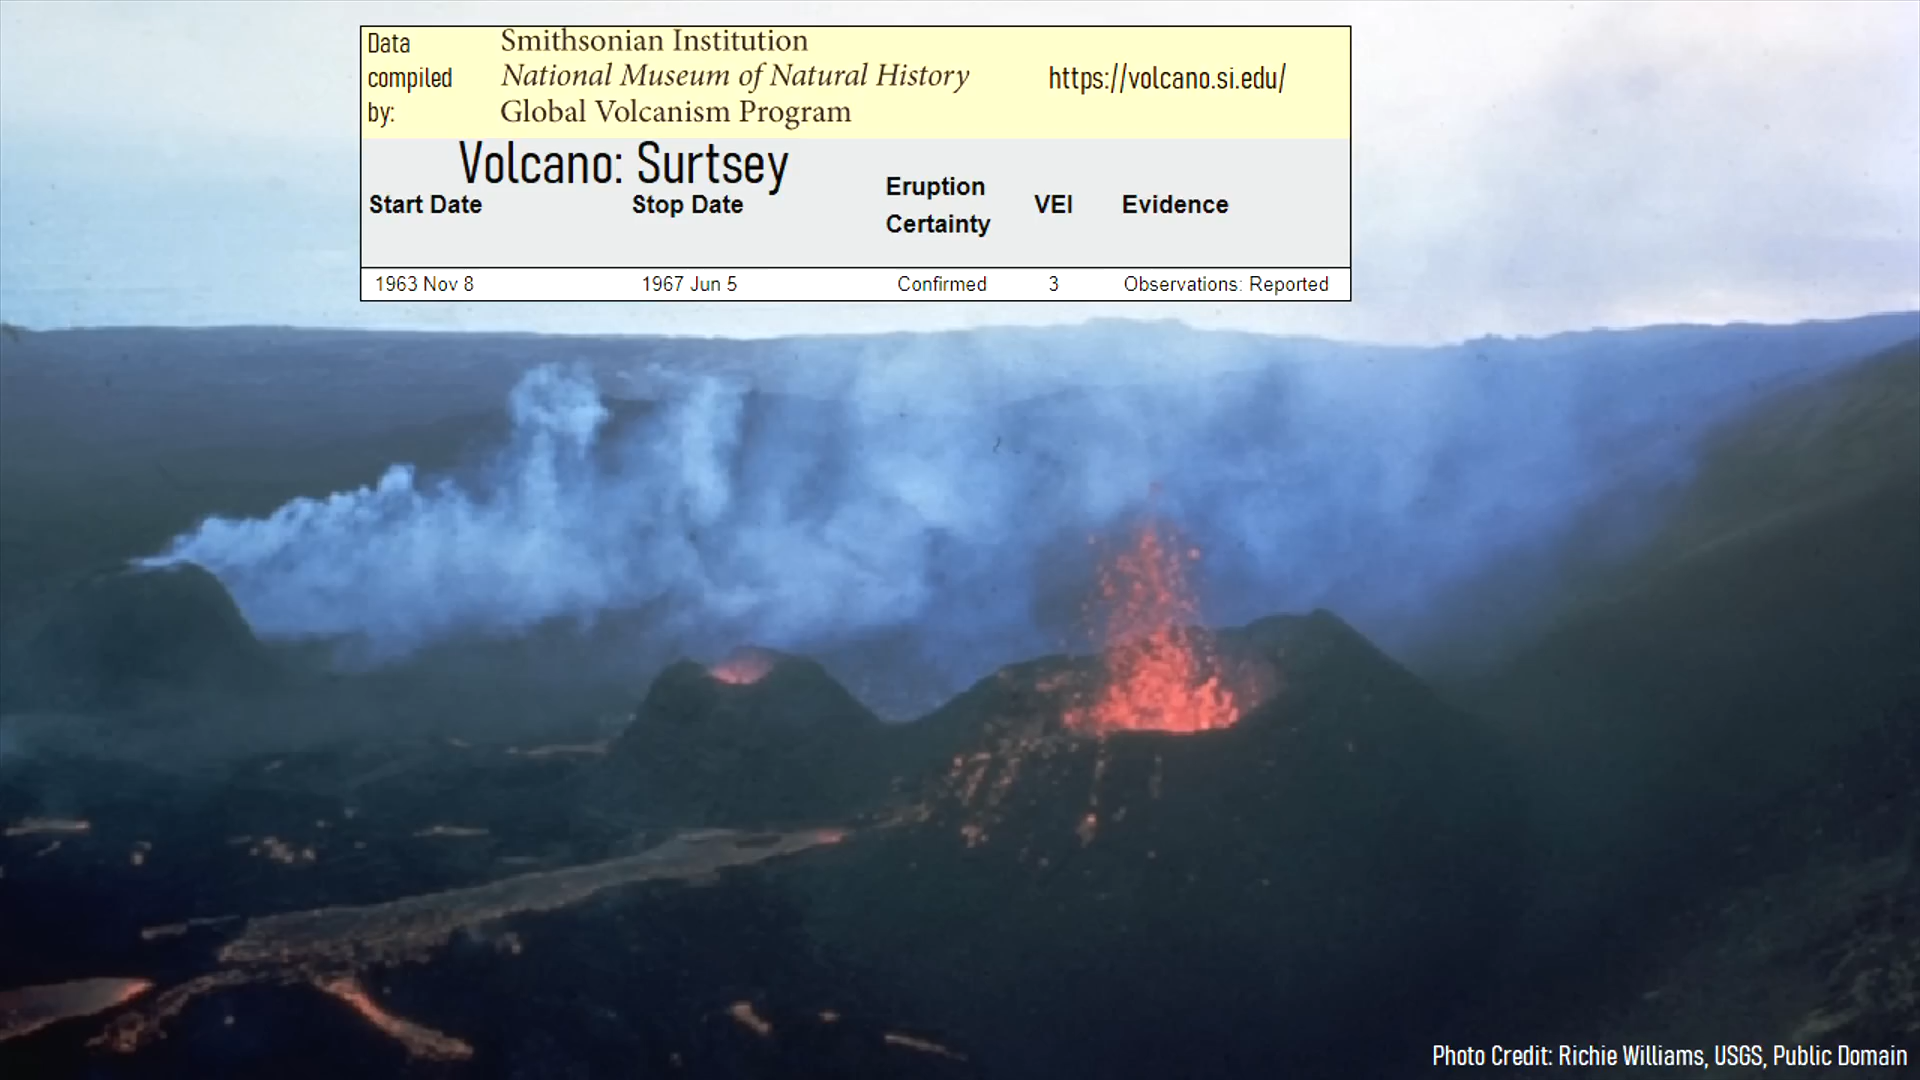 Data compiled by:
Smithsonian Institution
National Museum of Natural History
Global Volcanism Program
https://volcano.si.edu/
Volcano: Surtsey
Start Date Stop Date Eruption Certainty VEI Evidence
1963 Nov 8 1967 Jun 5 Confirmed 3 Observations: Reported
Photo Credit: Richie Williams, USGS, Public Domain